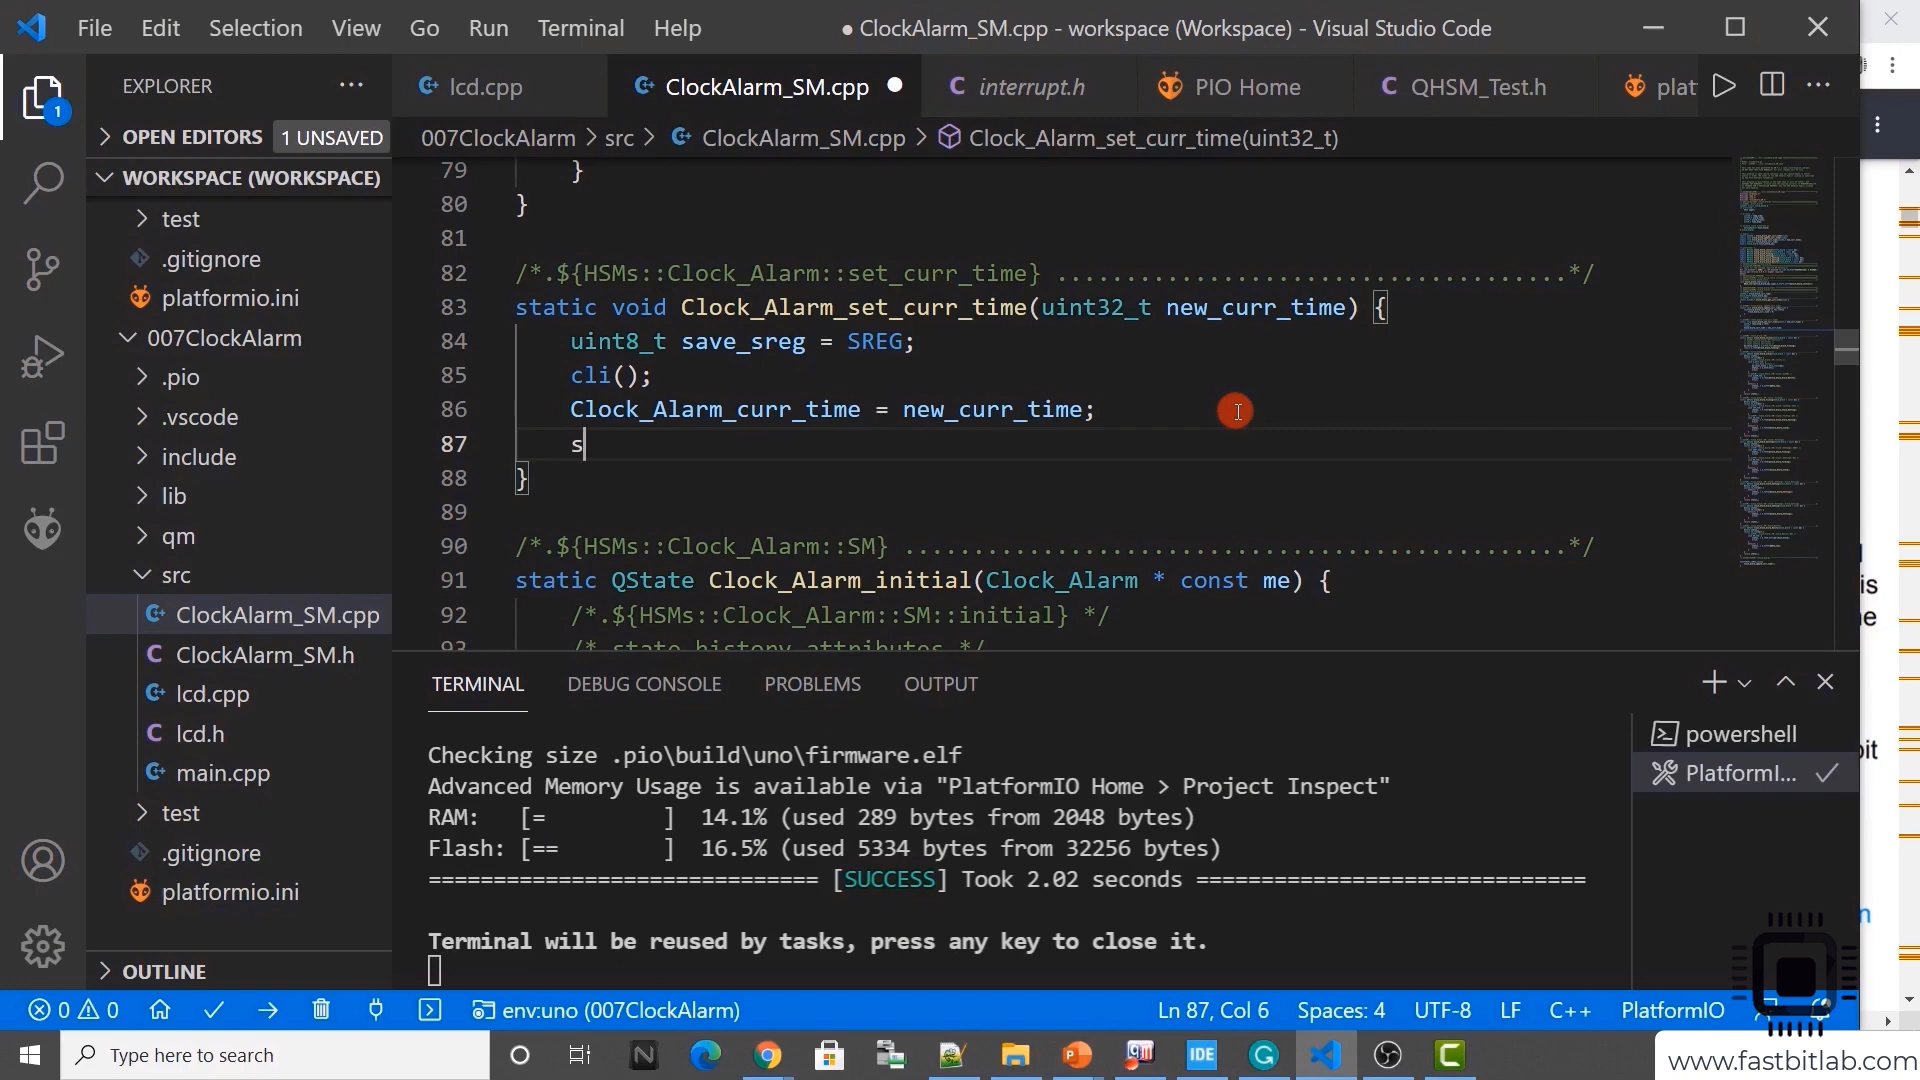 File Edit Selection View Go Run Terminal Help
● ClockAlarm_SM.cpp - workspace (Workspace) - Visual Studio Code
EXPLORER
lcd.cpp
ClockAlarm_SM.cpp
interrupt.h
PIO Home
QHSM_Test.h
plat
1
OPEN EDITORS 1 UNSAVED
007ClockAlarm > src > ClockAlarm_SM.cpp > Clock_Alarm_set_curr_time(uint32_t)
WORKSPACE (WORKSPACE)
test
.gitignore
platformio.ini
007ClockAlarm
.pio
.vscode
include
lib
qm
src
ClockAlarm_SM.cpp
ClockAlarm_SM.h
lcd.cpp
lcd.h
main.cpp
test
.gitignore
platformio.ini
OUTLINE
79 }
80 }
81
82 /*.${HSMs::Clock_Alarm::set_curr_time} .....................................*/
83 static void Clock_Alarm_set_curr_time(uint32_t new_curr_time) {
84 uint8_t save_sreg = SREG;
85 cli();
86 Clock_Alarm_curr_time = new_curr_time;
87 s
88 }
89
90 /*.${HSMs::Clock_Alarm::SM} ................................................*/
91 static QState Clock_Alarm_initial(Clock_Alarm * const me) {
92 /*.${HSMs::Clock_Alarm::SM::initial} */
93 /* state history attributes */
TERMINAL DEBUG CONSOLE PROBLEMS OUTPUT
Checking size .pio\build\uno\firmware.elf
Advanced Memory Usage is available via "PlatformIO Home > Project Inspect"
RAM: [= ] 14.1% (used 289 bytes from 2048 bytes)
Flash: [== ] 16.5% (used 5334 bytes from 32256 bytes)
============================== [SUCCESS] Took 2.02 seconds ==============================
Terminal will be reused by tasks, press any key to close it.
powershell
PlatformI...
is
e
it
n
0 0
env:uno (007ClockAlarm)
Ln 87, Col 6 Spaces: 4 UTF-8 LF C++ PlatformIO
Type here to search
IDE
www.fastbitlab.com